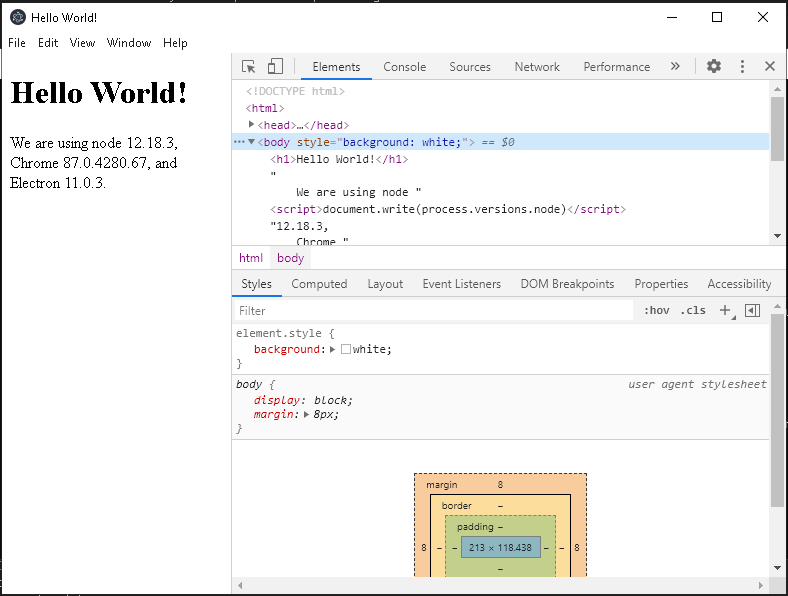 Hello World!
File Edit View Window Help
Hello World!
We are using node 12.18.3,
Chrome 87.0.4280.67, and
Electron 11.0.3.
Elements Console Sources Network Performance »
<!DOCTYPE html>
<html>
▶<head>…</head>
···▼<body style="background: white;"> == $0
<h1>Hello World!</h1>
"
We are using node "
<script>document.write(process.versions.node)</script>
"12.18.3,
Chrome "
html body
Styles Computed Layout Event Listeners DOM Breakpoints Properties Accessibility
Filter :hov .cls +
element.style {
background:▶white;
}
body { user agent stylesheet
display: block;
margin:▶8px;
}
margin 8
border –
padding –
8 – – 213 × 118.438 – – 8
–